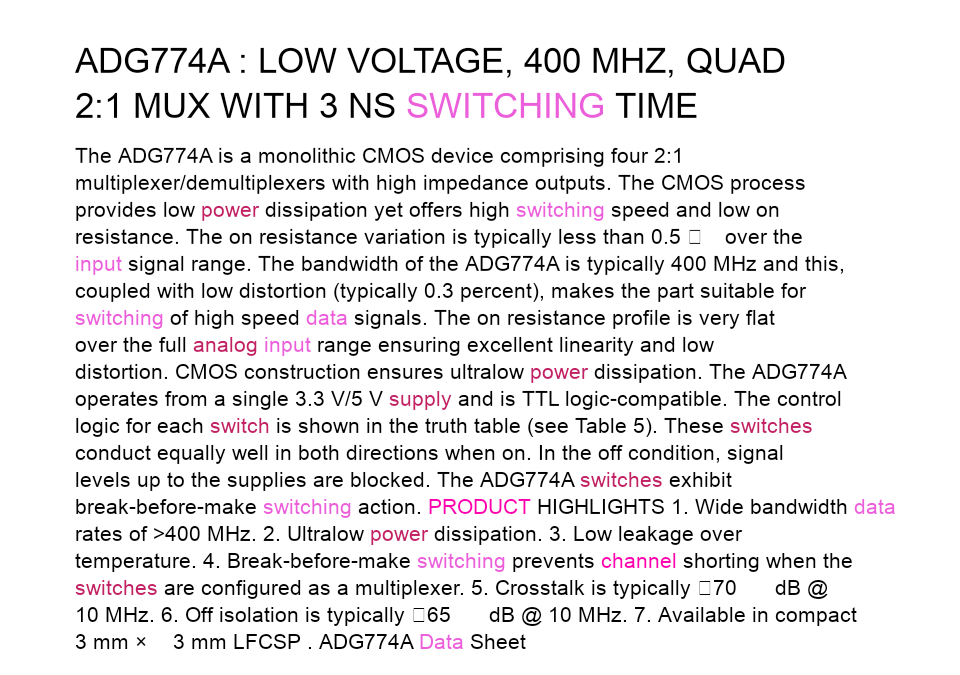 ADG774A : LOW VOLTAGE, 400 MHZ, QUAD
2:1 MUX WITH 3 NS SWITCHING TIME
The ADG774A is a monolithic CMOS device comprising four 2:1
multiplexer/demultiplexers with high impedance outputs. The CMOS process
provides low power dissipation yet offers high switching speed and low on
resistance. The on resistance variation is typically less than 0.5 □ over the
input signal range. The bandwidth of the ADG774A is typically 400 MHz and this,
coupled with low distortion (typically 0.3 percent), makes the part suitable for
switching of high speed data signals. The on resistance profile is very flat
over the full analog input range ensuring excellent linearity and low
distortion. CMOS construction ensures ultralow power dissipation. The ADG774A
operates from a single 3.3 V/5 V supply and is TTL logic-compatible. The control
logic for each switch is shown in the truth table (see Table 5). These switches
conduct equally well in both directions when on. In the off condition, signal
levels up to the supplies are blocked. The ADG774A switches exhibit
break-before-make switching action. PRODUCT HIGHLIGHTS 1. Wide bandwidth data
rates of >400 MHz. 2. Ultralow power dissipation. 3. Low leakage over
temperature. 4. Break-before-make switching prevents channel shorting when the
switches are configured as a multiplexer. 5. Crosstalk is typically □70 dB @
10 MHz. 6. Off isolation is typically □65 dB @ 10 MHz. 7. Available in compact
3 mm × 3 mm LFCSP . ADG774A Data Sheet